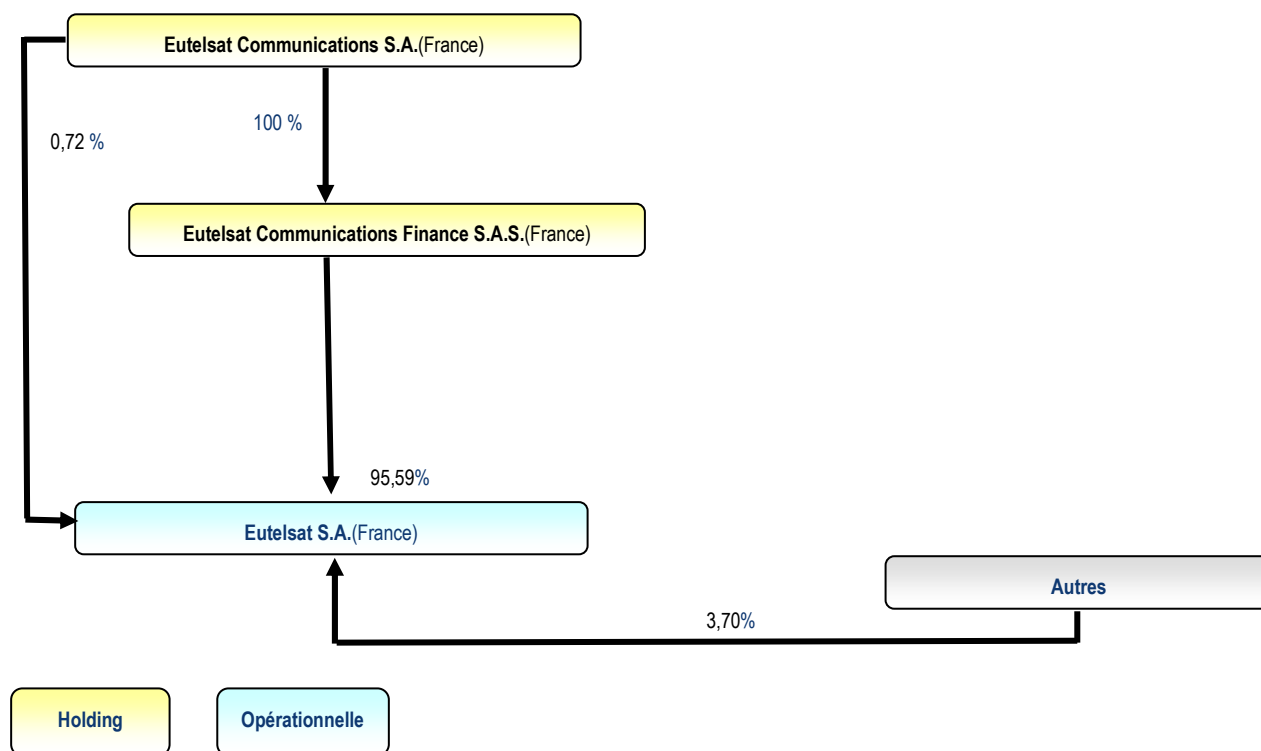 Eutelsat Communications S.A.(France)
100 %
0,72 %
Eutelsat Communications Finance S.A.S.(France)
95,59%
Eutelsat S.A.(France)
Autres
3,70%
Holding
Opérationnelle